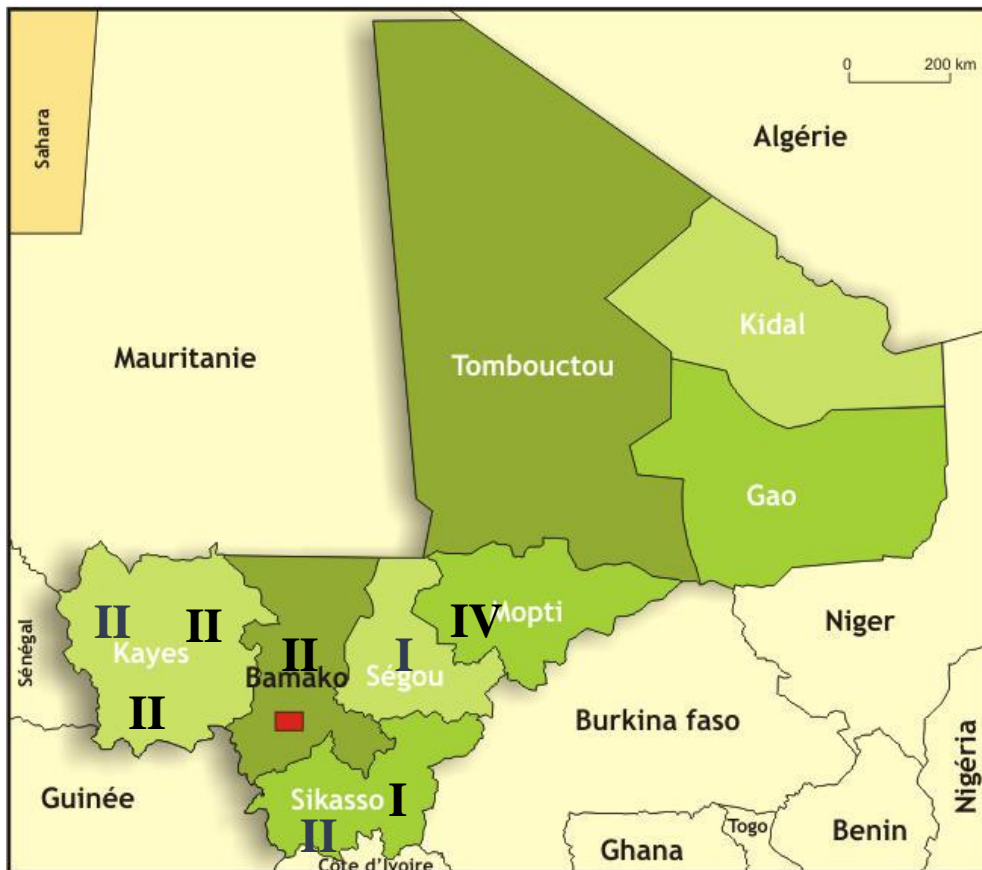 0 200 km
Sahara
Algérie
Kidal
Mauritanie
Tombouctou
Gao
II
II
IV
Mopti
Niger
Sénégal
Kayes
II
Bamako
II
I
Ségou
Burkina faso
Nigéria
Guinée
Sikasso
I
II
Côte d'Ivoire
Ghana
Togo
Benin